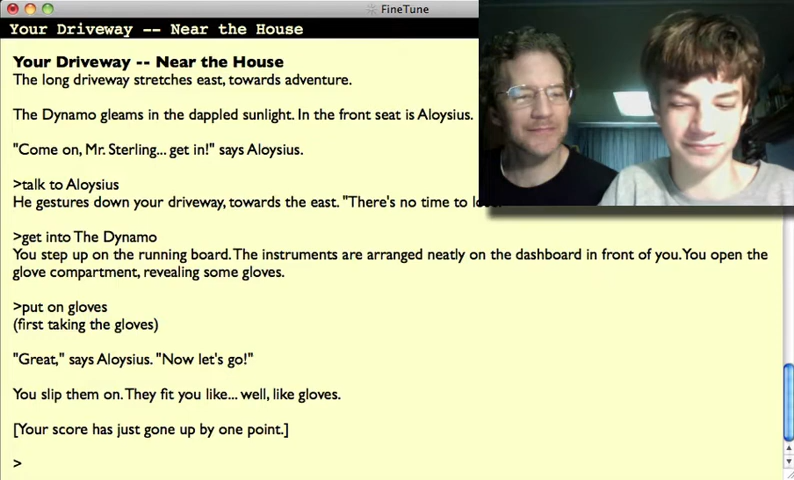 FineTune
Your Driveway -- Near the House
Your Driveway -- Near the House
The long driveway stretches east, towards adventure.
The Dynamo gleams in the dappled sunlight. In the front seat is Aloysius.
"Come on, Mr. Sterling... get in!" says Aloysius.
>talk to Aloysius
He gestures down your driveway, towards the east. "There's no time to
>get into The Dynamo
You step up on the running board. The instruments are arranged neatly on the dashboard in front of you. You open the
glove compartment, revealing some gloves.
>put on gloves
(first taking the gloves)
"Great," says Aloysius. "Now let's go!"
You slip them on. They fit you like... well, like gloves.
[Your score has just gone up by one point.]
>